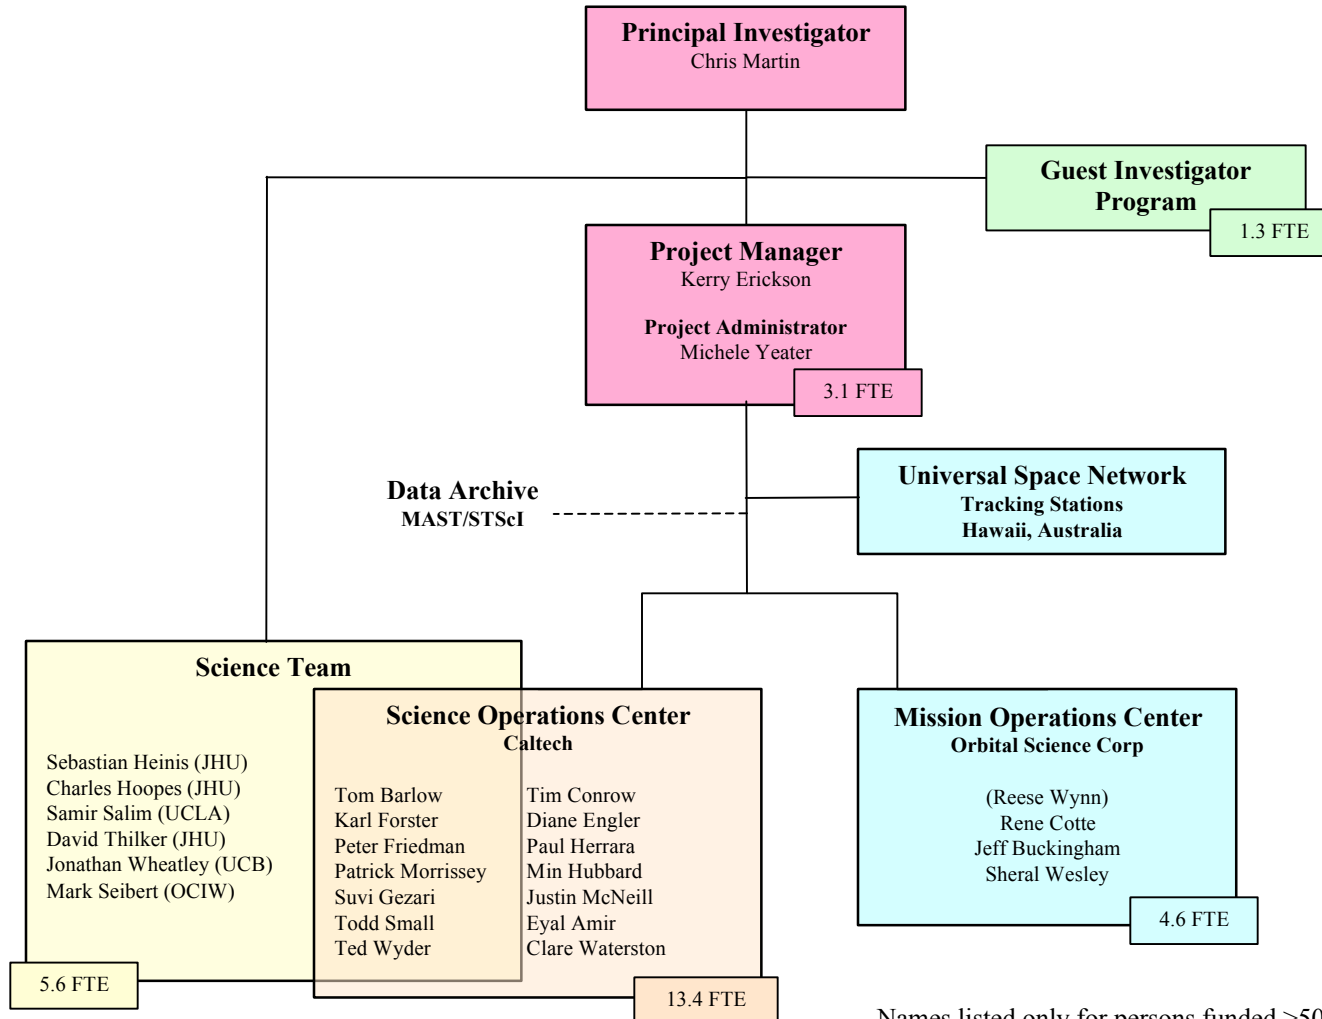 Principal Investigator
Chris Martin
Guest Investigator
Program
1.3 FTE
Project Manager
Kerry Erickson
Project Administrator
Michele Yeater
3.1 FTE
Data Archive
MAST/STScI
Universal Space Network
Tracking Stations
Hawaii, Australia
Science Team
Sebastian Heinis (JHU)
Charles Hoopes (JHU)
Samir Salim (UCLA)
David Thilker (JHU)
Jonathan Wheatley (UCB)
Mark Seibert (OCIW)
5.6 FTE
Science Operations Center
Caltech
Tom Barlow
Karl Forster
Peter Friedman
Patrick Morrissey
Suvi Gezari
Todd Small
Ted Wyder
Tim Conrow
Diane Engler
Paul Herrara
Min Hubbard
Justin McNeill
Eyal Amir
Clare Waterston
13.4 FTE
Mission Operations Center
Orbital Science Corp
(Reese Wynn)
Rene Cotte
Jeff Buckingham
Sheral Wesley
4.6 FTE
Names listed only for persons funded >50